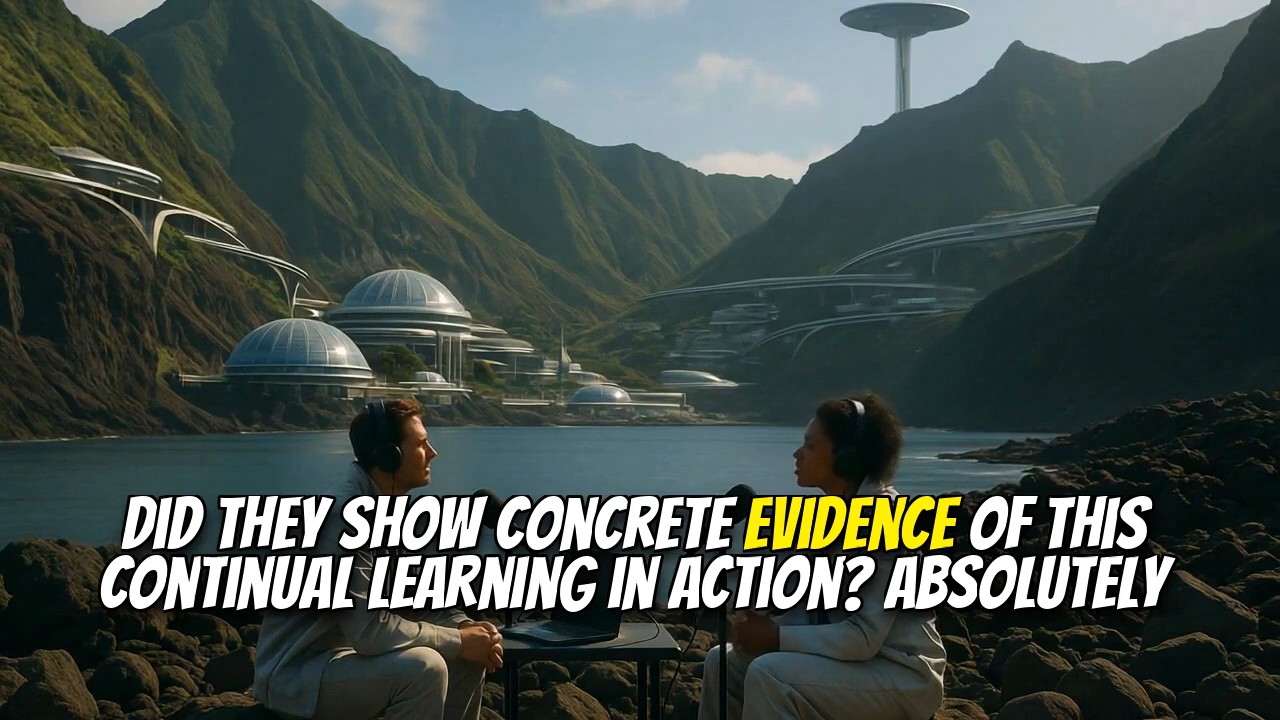 DID THEY SHOW CONCRETE EVIDENCE OF THIS
CONTINUAL LEARNING IN ACTION? ABSOLUTELY